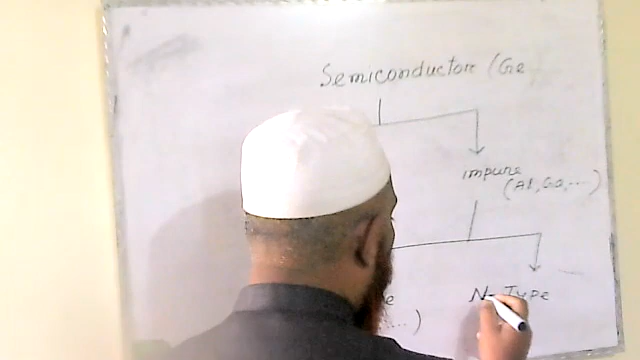 Semiconductor (Ge
impure
(Al, Ga, ...)
N-Type
e
...)